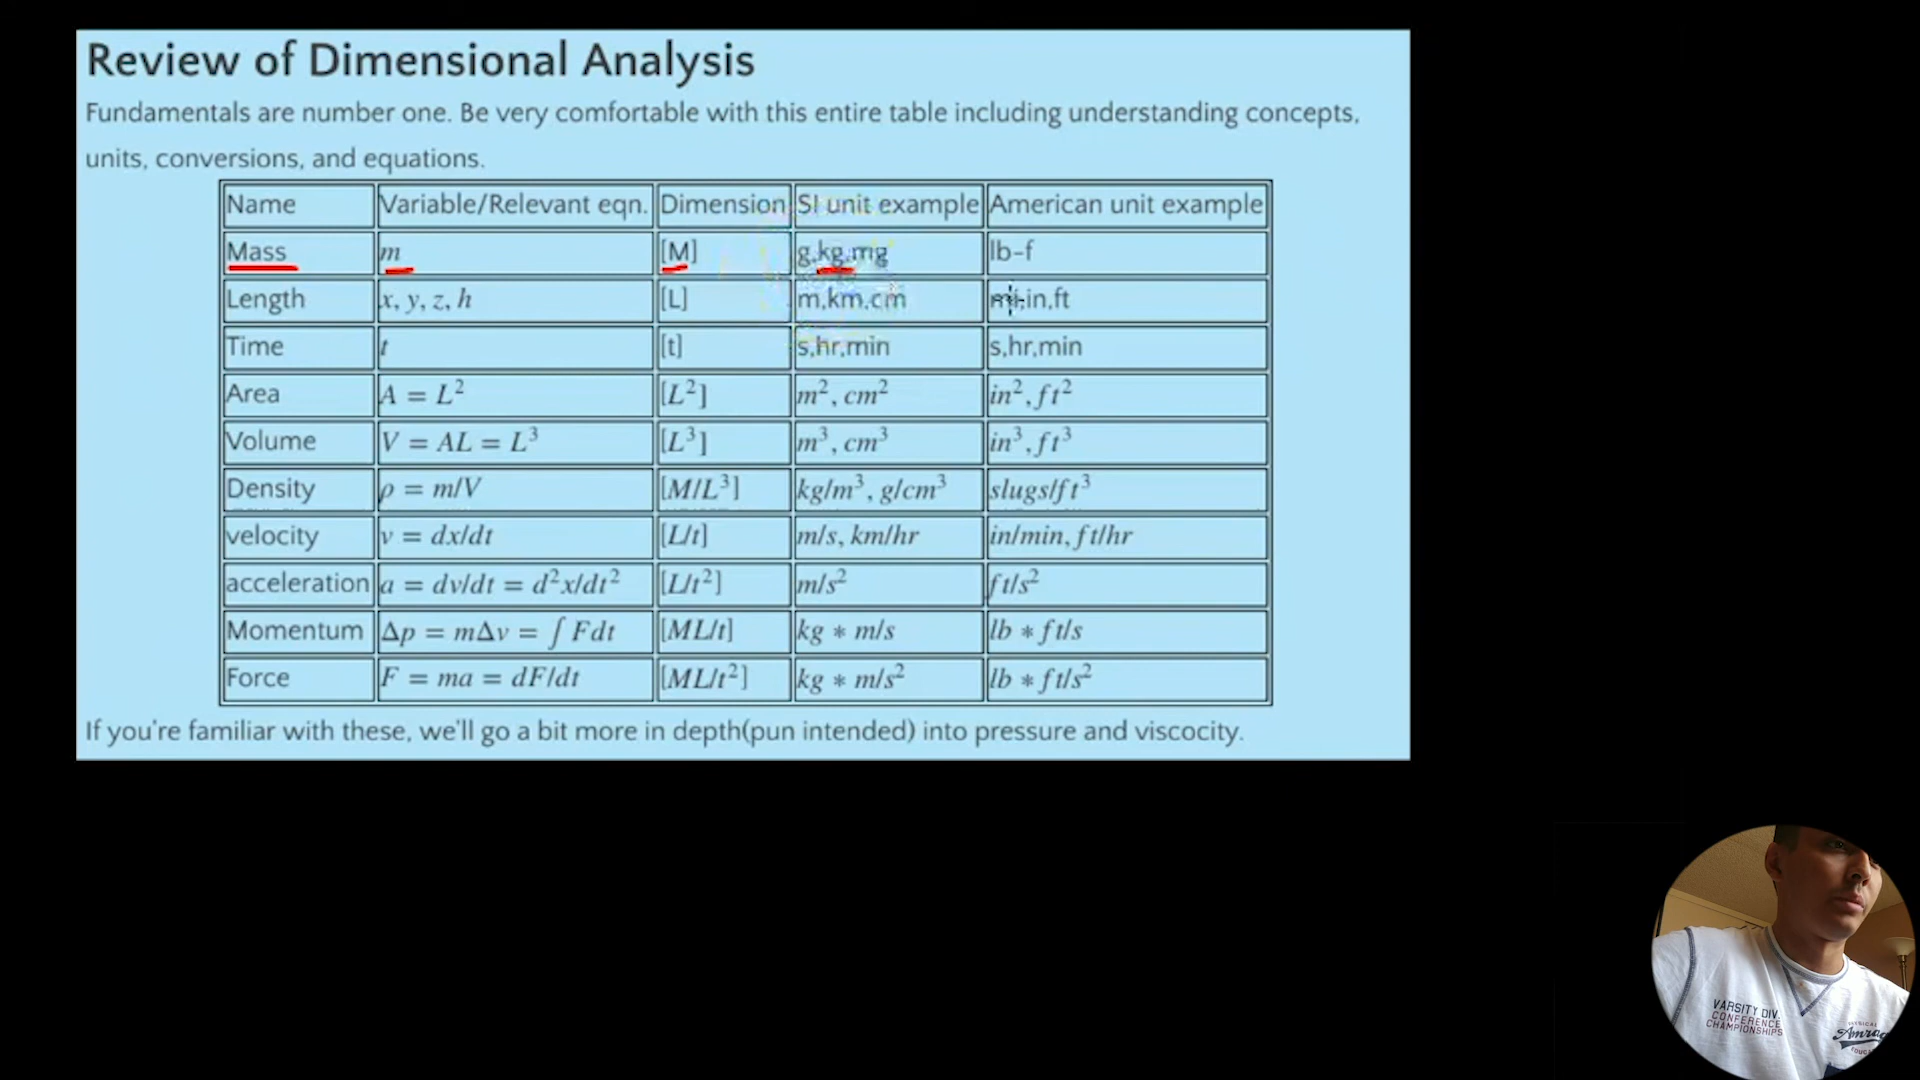 Review of Dimensional Analysis
Fundamentals are number one. Be very comfortable with this entire table including understanding concepts,
units, conversions, and equations.
Name Variable/Relevant eqn. Dimension SI unit example American unit example
Mass m [M] g,kg,mg lb-f
Length x, y, z, h [L] m,km,cm mi,in,ft
Time t [t] s,hr,min s,hr,min
Area A = L² [L²] m², cm² in², ft²
Volume V = AL = L³ [L³] m³, cm³ in³, ft³
Density ρ = m/V [M/L³] kg/m³, g/cm³ slugs/ft³
velocity v = dx/dt [L/t] m/s, km/hr in/min, ft/hr
acceleration a = dv/dt = d²x/dt² [L/t²] m/s² ft/s²
Momentum Δp = mΔv = ∫ Fdt [ML/t] kg * m/s lb * ft/s
Force F = ma = dF/dt [ML/t²] kg * m/s² lb * ft/s²
If you're familiar with these, we'll go a bit more in depth(pun intended) into pressure and viscocity.
VARSITY DIV.
CONFERENCE
CHAMPIONSHIPS